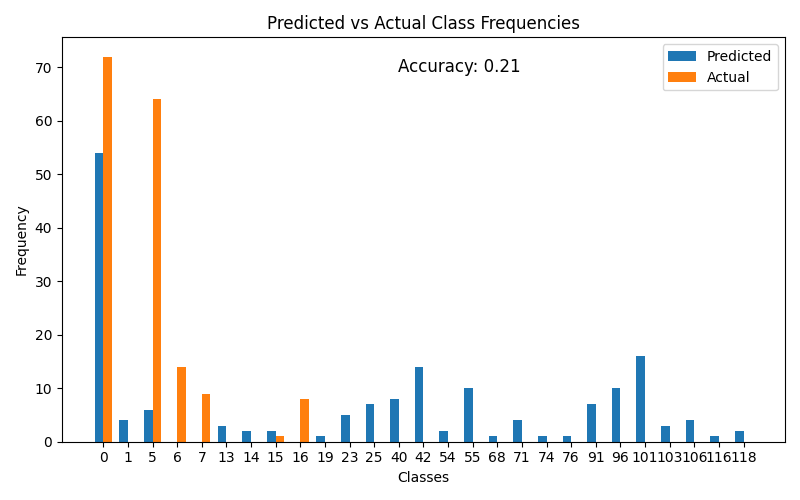 Predicted vs Actual Class Frequencies
Accuracy: 0.21
Predicted
Actual
Frequency
70
60
50
40
30
20
10
0
0 1 5 6 7 13 14 15 16 19 23 25 40 42 54 55 68 71 74 76 91 96 101 103 106 116 118
Classes